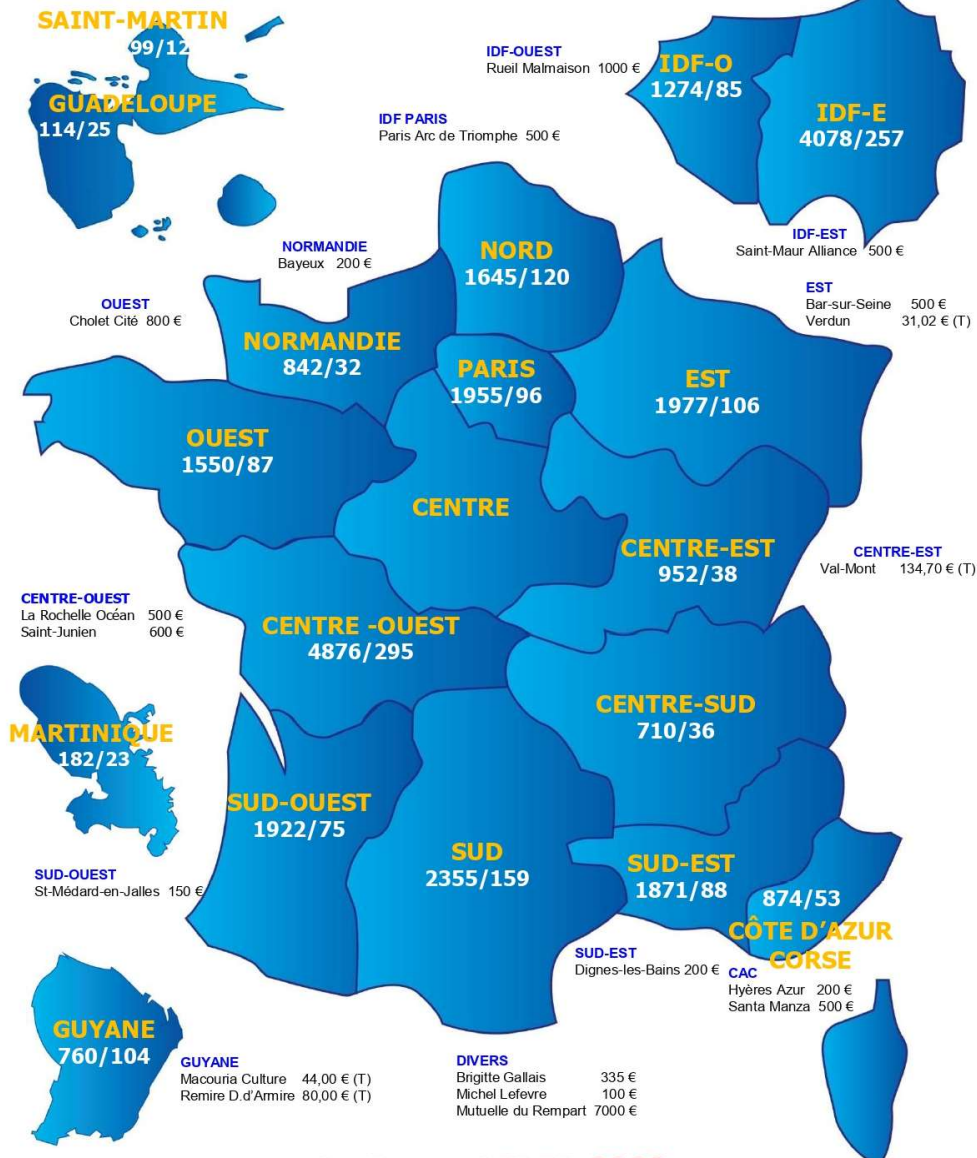 SAINT-MARTIN
99/12
GUADELOUPE
114/25
IDF-OUEST
Rueil Malmaison 1000 €
IDF-O
1274/85
IDF-E
4078/257
IDF PARIS
Paris Arc de Triomphe 500 €
IDF-EST
Saint-Maur Alliance 500 €
NORMANDIE
Bayeux 200 €
NORD
1645/120
EST
Bar-sur-Seine 500 €
Verdun 31,02 € (T)
OUEST
Cholet Cité 800 €
NORMANDIE
842/32
PARIS
1955/96
EST
1977/106
OUEST
1550/87
CENTRE
CENTRE-EST
952/38
CENTRE-EST
Val-Mont 134,70 € (T)
CENTRE-OUEST
La Rochelle Océan 500 €
Saint-Junien 600 €
CENTRE -OUEST
4876/295
CENTRE-SUD
710/36
MARTINIQUE
182/23
SUD-OUEST
1922/75
SUD
2355/159
SUD-EST
1871/88
874/53
CÔTE D'AZUR
CORSE
SUD-OUEST
St-Médard-en-Jalles 150 €
SUD-EST
Dignes-les-Bains 200 €
CAC
Hyères Azur 200 €
Santa Manza 500 €
GUYANE
760/104
GUYANE
Macouria Culture 44,00 € (T)
Remire D.d'Armire 80,00 € (T)
DIVERS
Brigitte Gallais 335 €
Michel Lefevre 100 €
Mutuelle du Rempart 7000 €